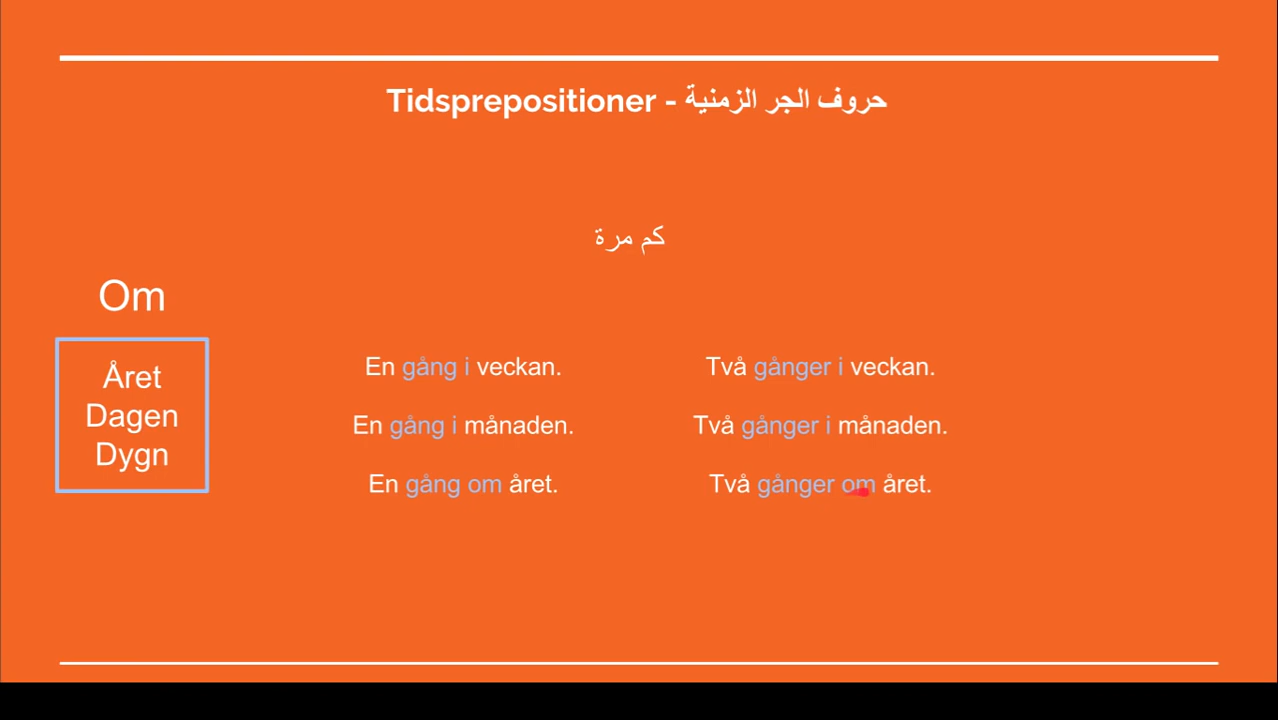 Tidsprepositioner - حروف الجر الزمنية
كم مرة
Om
Året
Dagen
Dygn
En gång i veckan.
En gång i månaden.
En gång om året.
Två gånger i veckan.
Två gånger i månaden.
Två gånger om året.